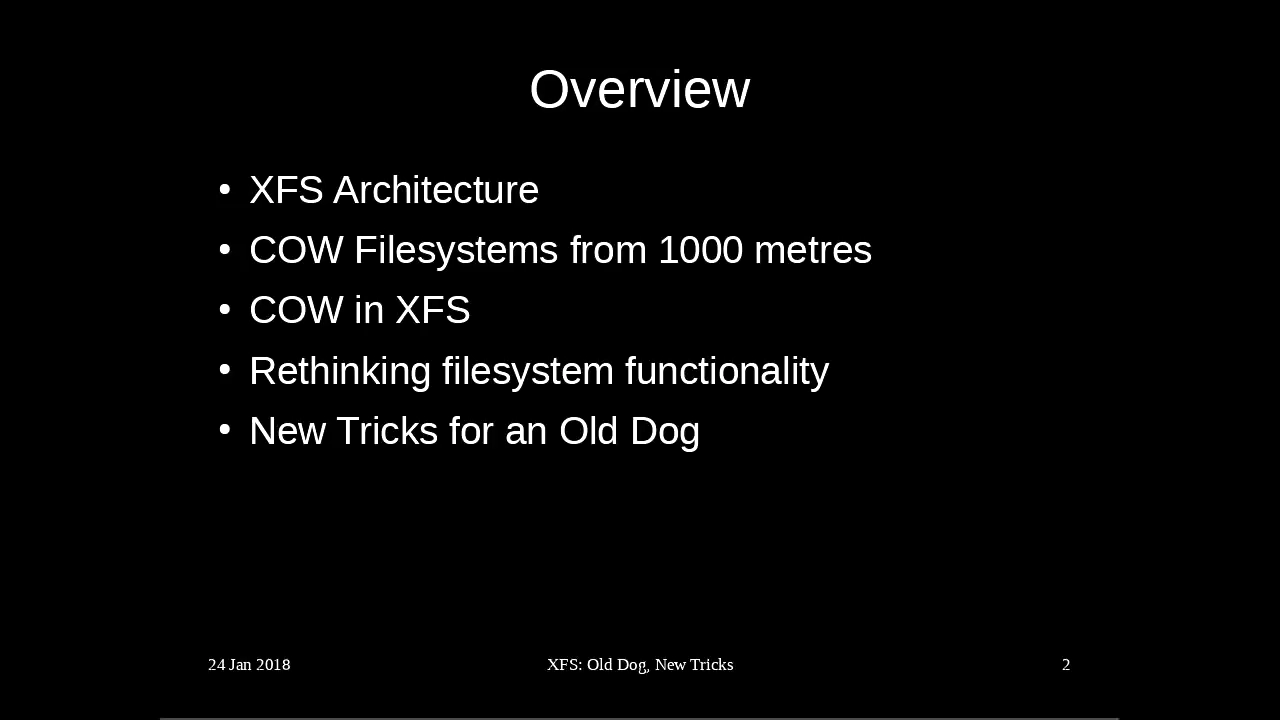 Overview
• XFS Architecture
• COW Filesystems from 1000 metres
• COW in XFS
• Rethinking filesystem functionality
• New Tricks for an Old Dog
24 Jan 2018
XFS: Old Dog, New Tricks
2